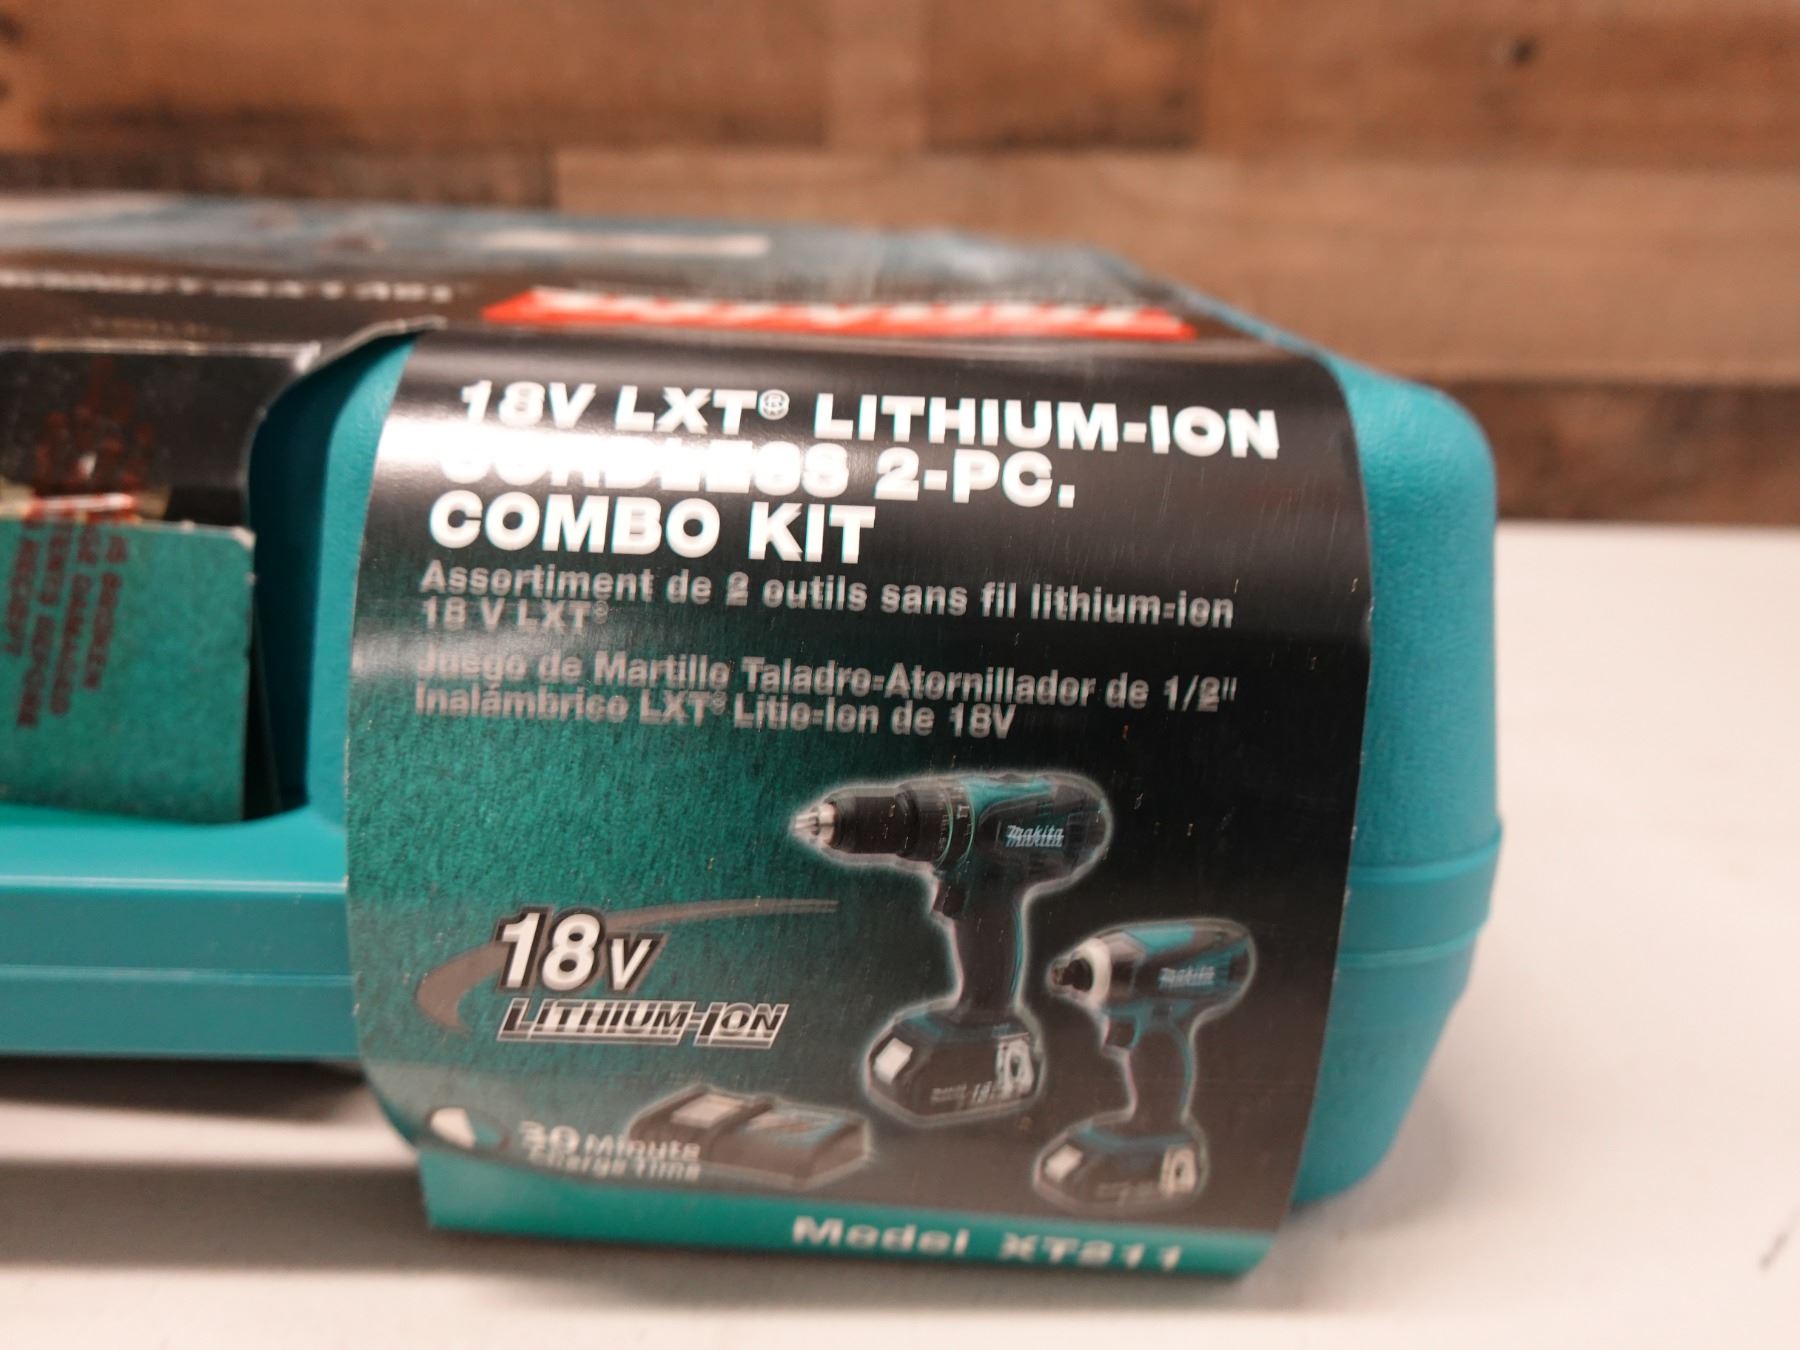 18V LXT® LITHIUM-ION
CORDLESS 2-PC.
COMBO KIT
Assortiment de 2 outils sans fil lithium-ion
18 V LXT®
Juego de Martillo Taladro-Atornillador de 1/2"
Inalámbrico LXT® Litio-Ion de 18V
makita
makita
18V
LITHIUM-ION
30 Minute
Charge Time
Model XT211